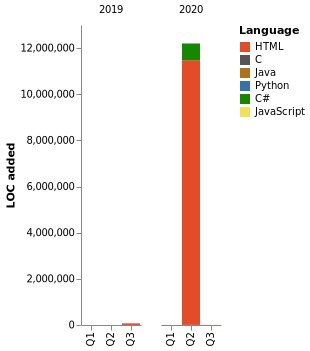 2019
2020
Language
HTML
C
Java
Python
C#
JavaScript
LOC added
12,000,000
10,000,000
8,000,000
6,000,000
4,000,000
2,000,000
0
Q1
Q2
Q3
Q1
Q2
Q3